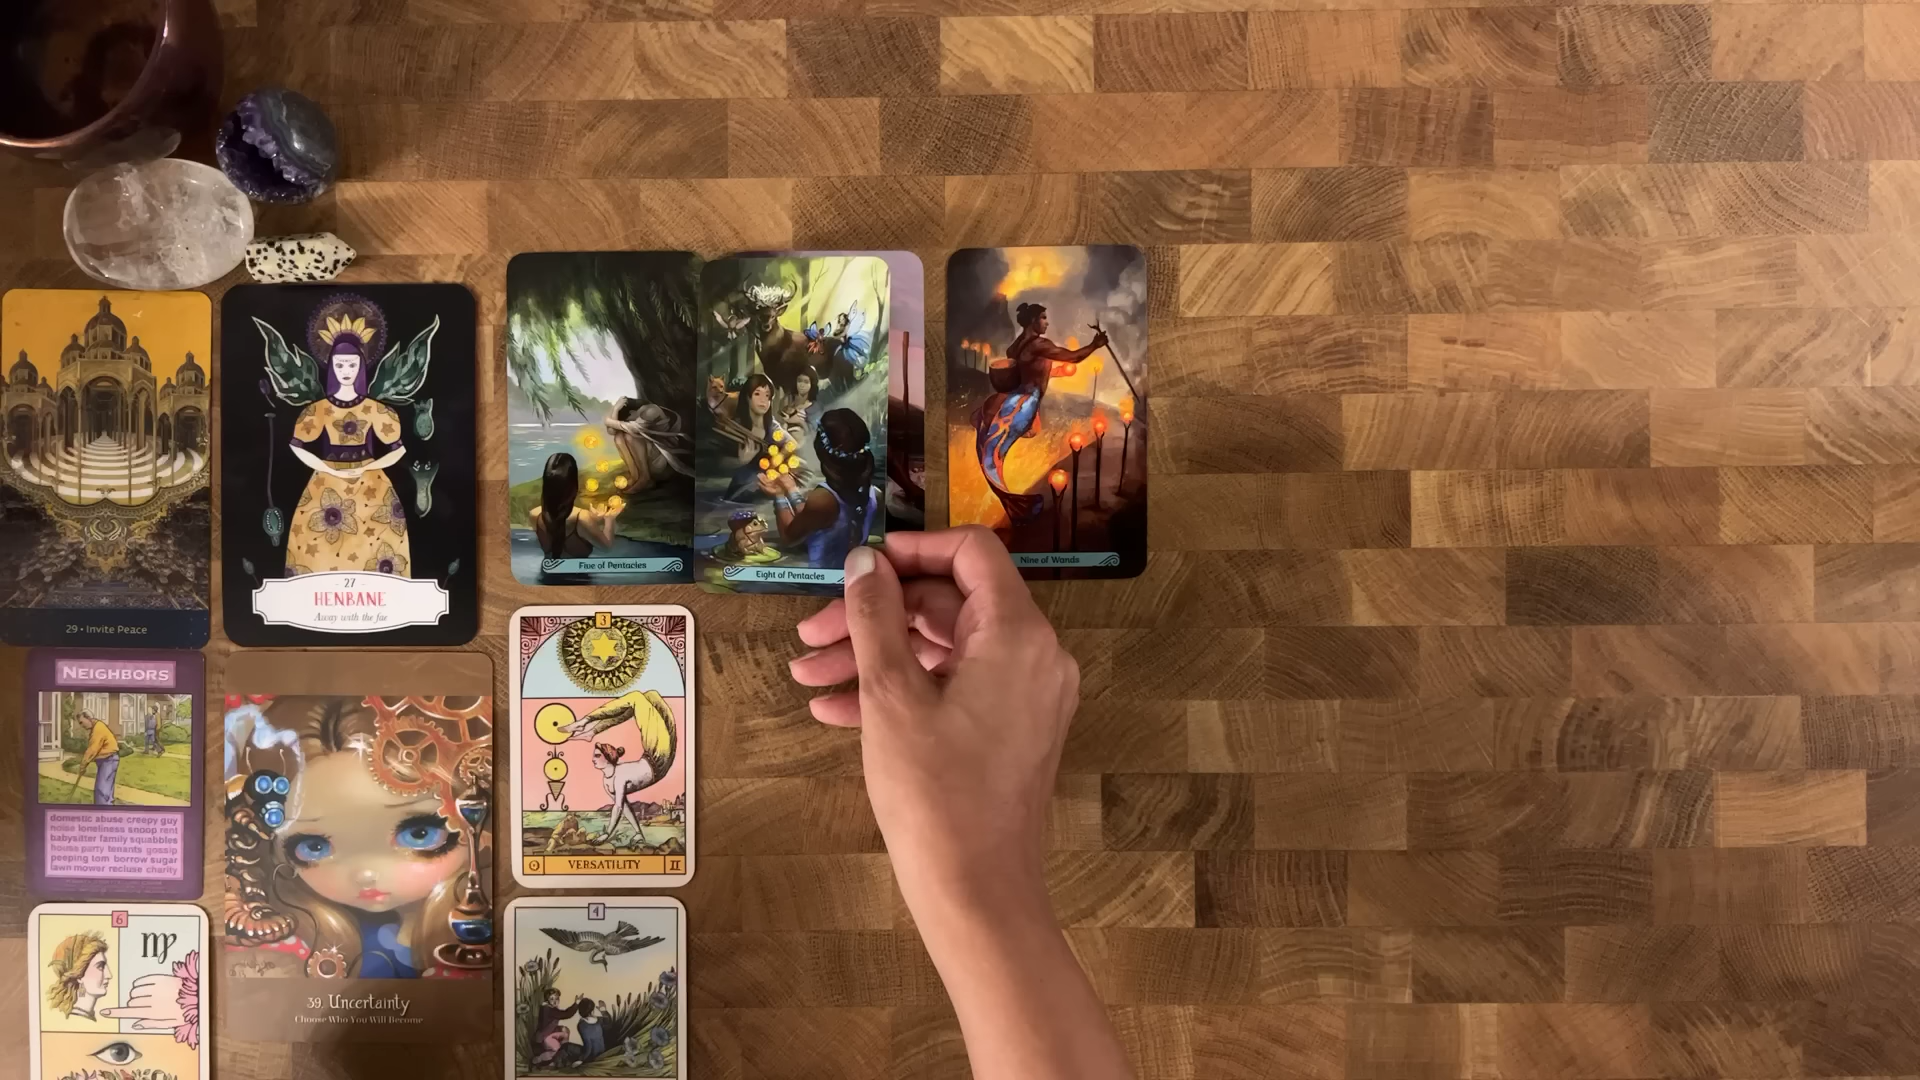 29 • Invite Peace
- 27 -
HENBANE
Away with the fae
Five of Pentacles
Eight of Pentacles
Nine of Wands
NEIGHBORS
domestic abuse creepy guy
noise loneliness snoop rent
babysitter family squabbles
house party tenants gossip
peeping tom borrow sugar
lawn mower recluse charity
39. Uncertainty
Choose Who You Will Become
3
VERSATILITY
II
6
♍
4